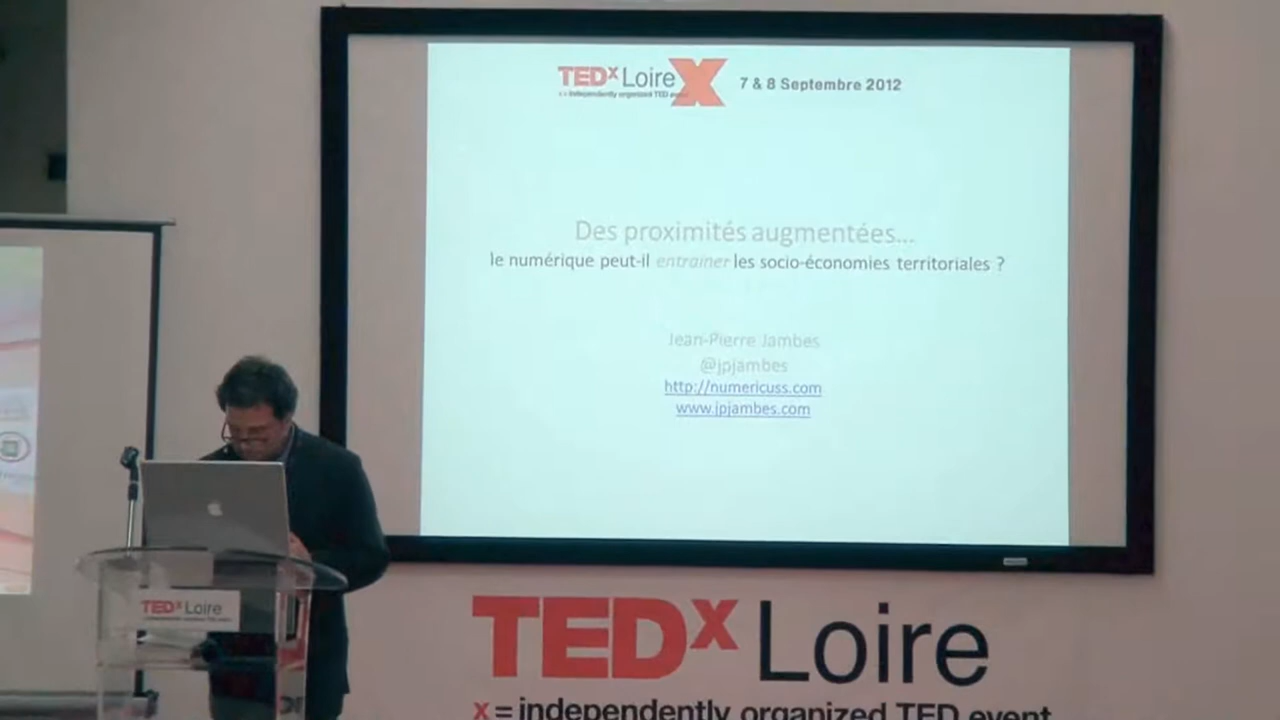 TEDx LoireX 7 & 8 Septembre 2012
x = independently organized TED event
Des proximités augmentées...
le numérique peut-il entrainer les socio-économies territoriales ?
Jean-Pierre Jambes
@jpjambes
http://numericuss.com
www.jpjambes.com
TEDx Loire
TEDx Loire
x = independently organized TED event